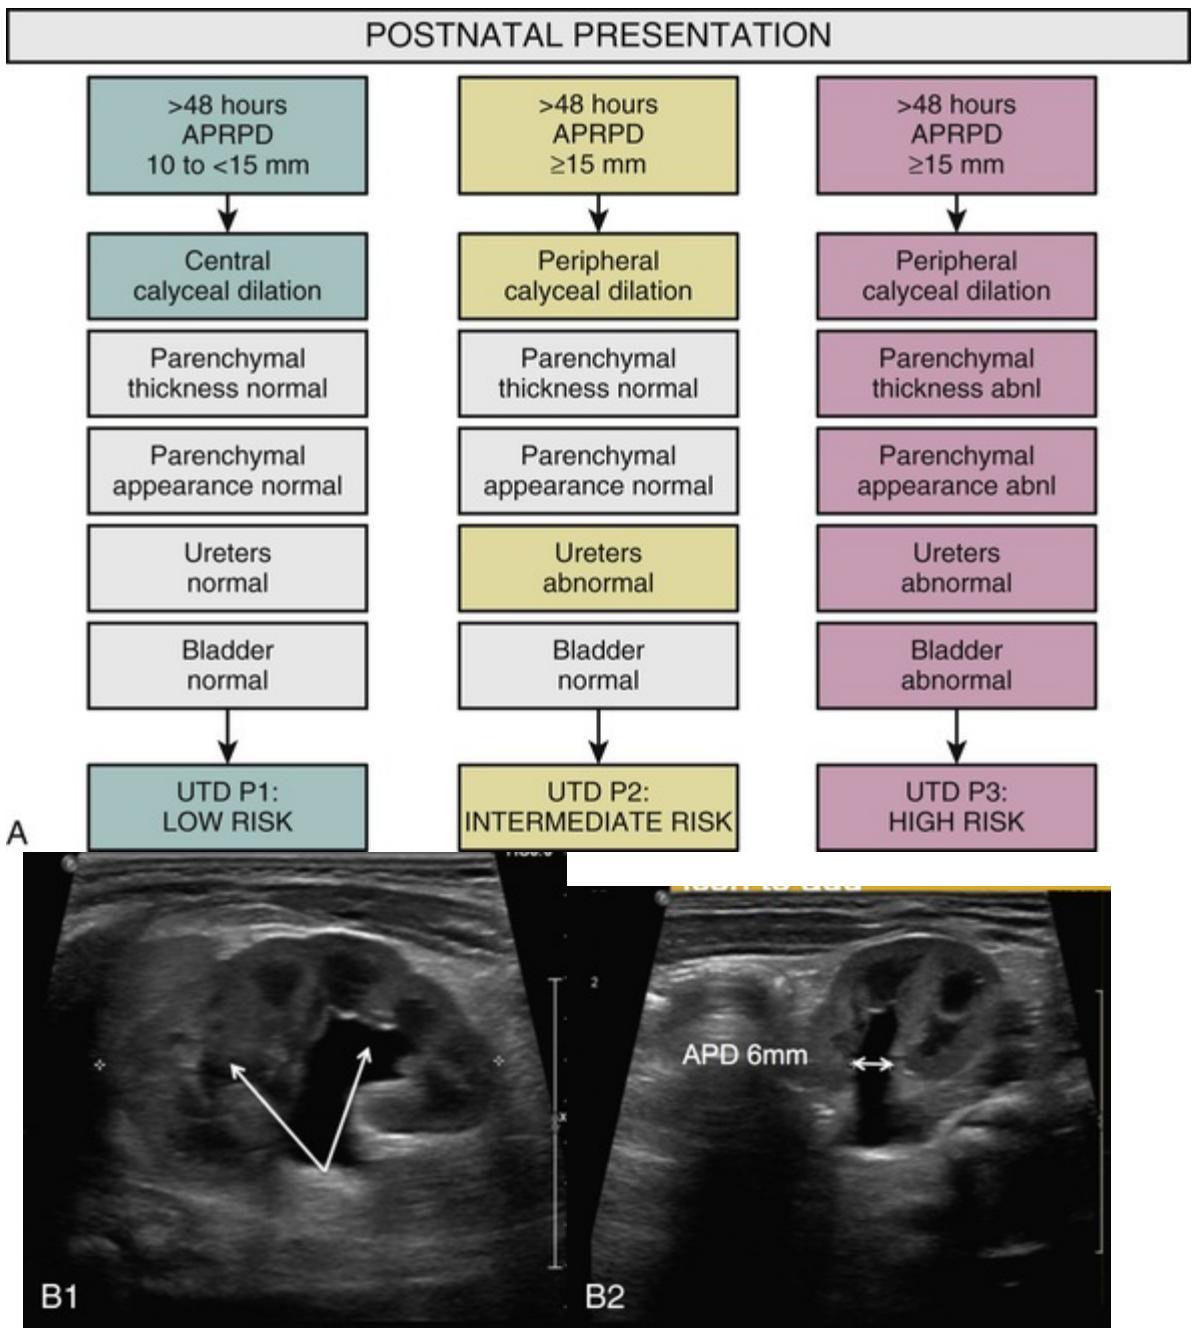 POSTNATAL PRESENTATION
>48 hours
APRPD
10 to <15 mm
Central
calyceal dilation
Parenchymal
thickness normal
Parenchymal
appearance normal
Ureters
normal
Bladder
normal
UTD P1:
LOW RISK
>48 hours
APRPD
≥15 mm
Peripheral
calyceal dilation
Parenchymal
thickness normal
Parenchymal
appearance normal
Ureters
abnormal
Bladder
normal
UTD P2:
INTERMEDIATE RISK
>48 hours
APRPD
≥15 mm
Peripheral
calyceal dilation
Parenchymal
thickness abnl
Parenchymal
appearance abnl
Ureters
abnormal
Bladder
abnormal
UTD P3:
HIGH RISK
A
B1
2
APD 6mm
B2